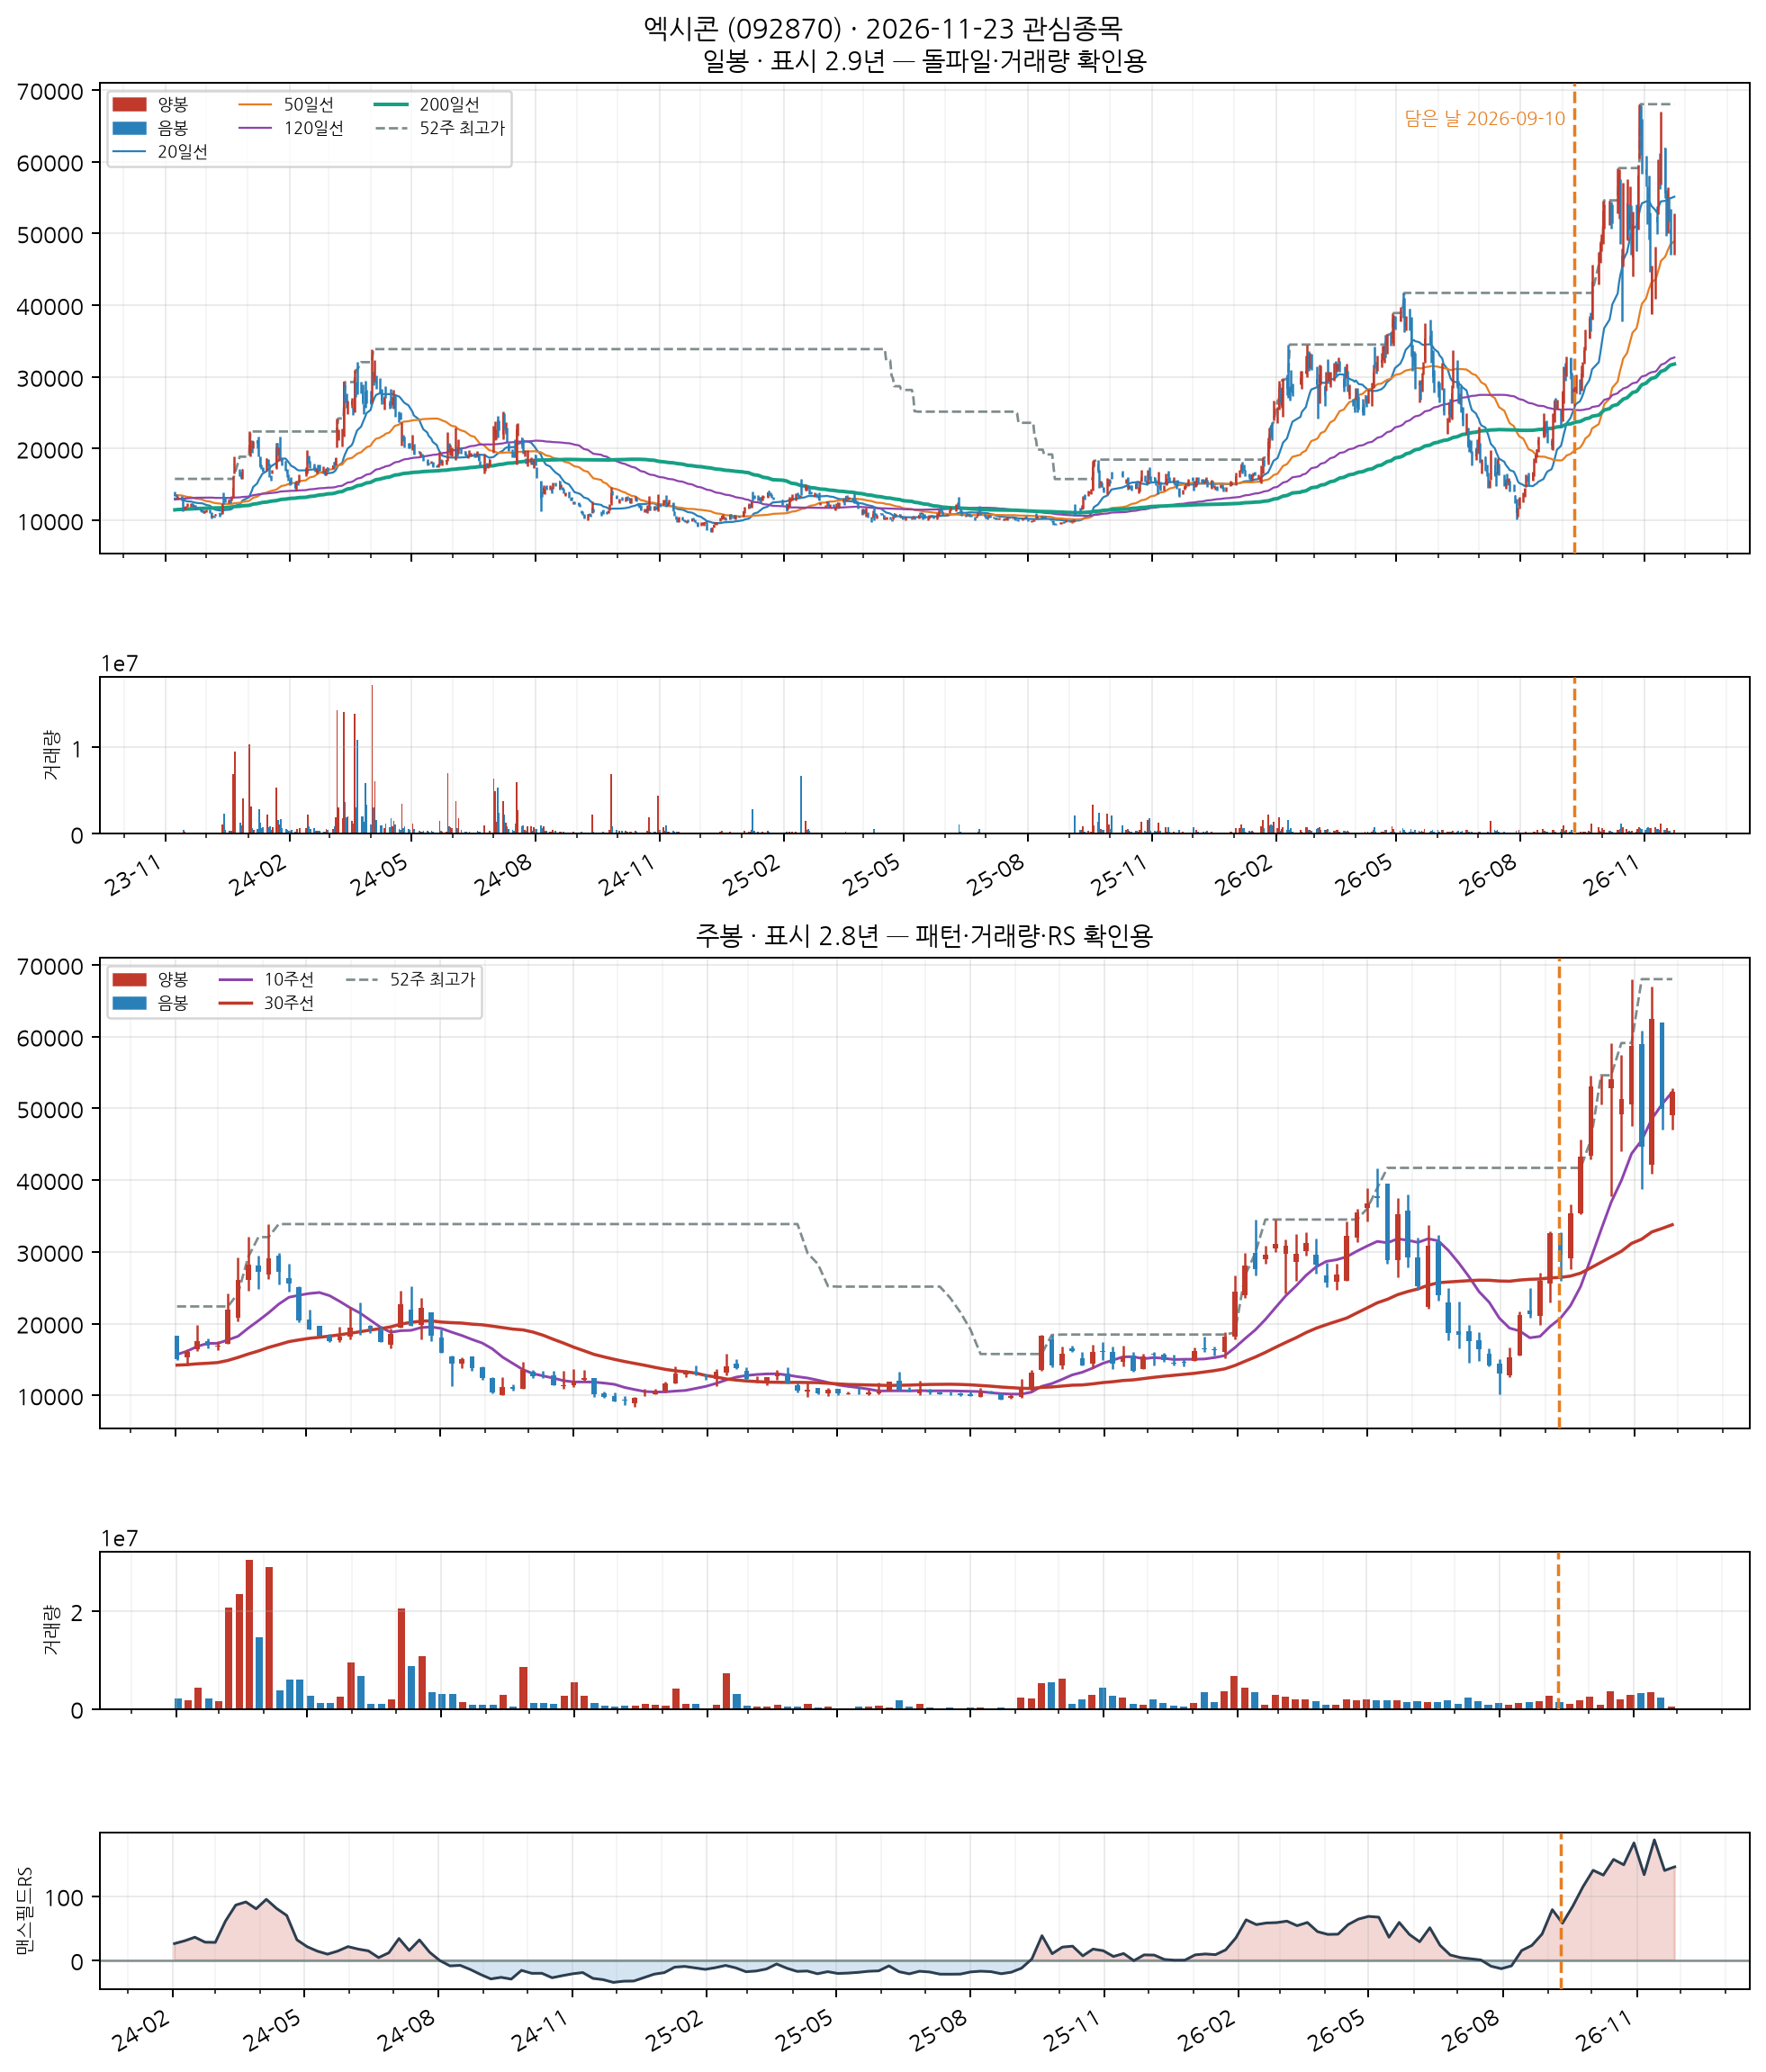 엑시콘 (092870) · 2026-11-23 관심종목
일봉 · 표시 2.9년 — 돌파일·거래량 확인용
양봉
음봉
20일선
50일선
120일선
200일선
52주 최고가
담은 날 2026-09-10
70000
60000
50000
40000
30000
20000
10000
1e7
거래량
1
0
23-11
24-02
24-05
24-08
24-11
25-02
25-05
25-08
25-11
26-02
26-05
26-08
26-11
주봉 · 표시 2.8년 — 패턴·거래량·RS 확인용
양봉
음봉
10주선
30주선
52주 최고가
70000
60000
50000
40000
30000
20000
10000
1e7
거래량
2
0
맨스필드RS
100
0
24-02
24-05
24-08
24-11
25-02
25-05
25-08
25-11
26-02
26-05
26-08
26-11